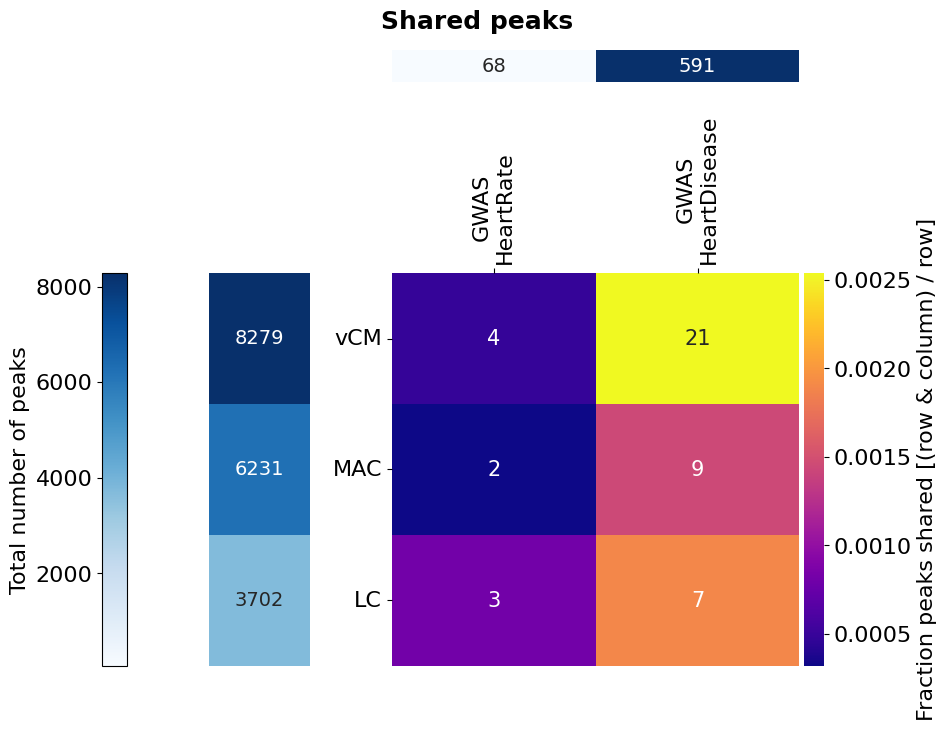 Shared peaks
68 591
GWAS
HeartRate
GWAS
HeartDisease
Total number of peaks
8000
6000
4000
2000
8279
6231
3702
vCM 4 21
MAC 2 9
LC 3 7
0.0025
0.0020
0.0015
0.0010
0.0005
Fraction peaks shared [(row & column) / row]